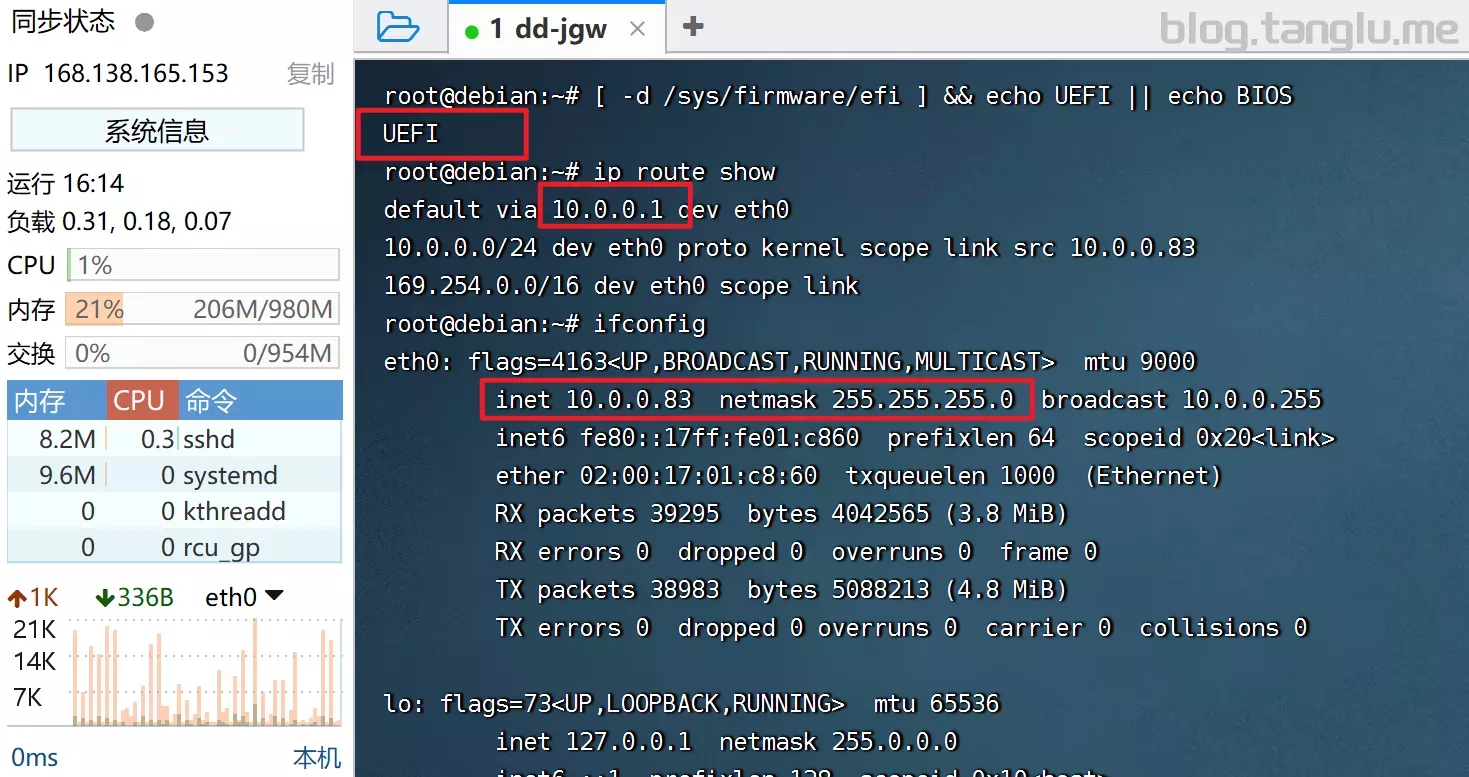 同步状态
IP 168.138.165.153 复制
系统信息
运行 16:14
负载 0.31, 0.18, 0.07
CPU 1%
内存 21% 206M/980M
交换 0% 0/954M
内存 CPU 命令
8.2M 0.3 sshd
9.6M 0 systemd
0 0 kthreadd
0 0 rcu_gp
1K 336B eth0
21K
14K
7K
0ms 本机
1 dd-jgw × +
blog.tanglu.me
root@debian:~# [ -d /sys/firmware/efi ] && echo UEFI || echo BIOS
UEFI
root@debian:~# ip route show
default via 10.0.0.1 dev eth0
10.0.0.0/24 dev eth0 proto kernel scope link src 10.0.0.83
169.254.0.0/16 dev eth0 scope link
root@debian:~# ifconfig
eth0: flags=4163<UP,BROADCAST,RUNNING,MULTICAST>  mtu 9000
inet 10.0.0.83  netmask 255.255.255.0  broadcast 10.0.0.255
inet6 fe80::17ff:fe01:c860  prefixlen 64  scopeid 0x20<link>
ether 02:00:17:01:c8:60  txqueuelen 1000  (Ethernet)
RX packets 39295  bytes 4042565 (3.8 MiB)
RX errors 0  dropped 0  overruns 0  frame 0
TX packets 38983  bytes 5088213 (4.8 MiB)
TX errors 0  dropped 0 overruns 0  carrier 0  collisions 0
lo: flags=73<UP,LOOPBACK,RUNNING>  mtu 65536
inet 127.0.0.1  netmask 255.0.0.0
inet6 ::1  prefixlen 128  scopeid 0x10<host>